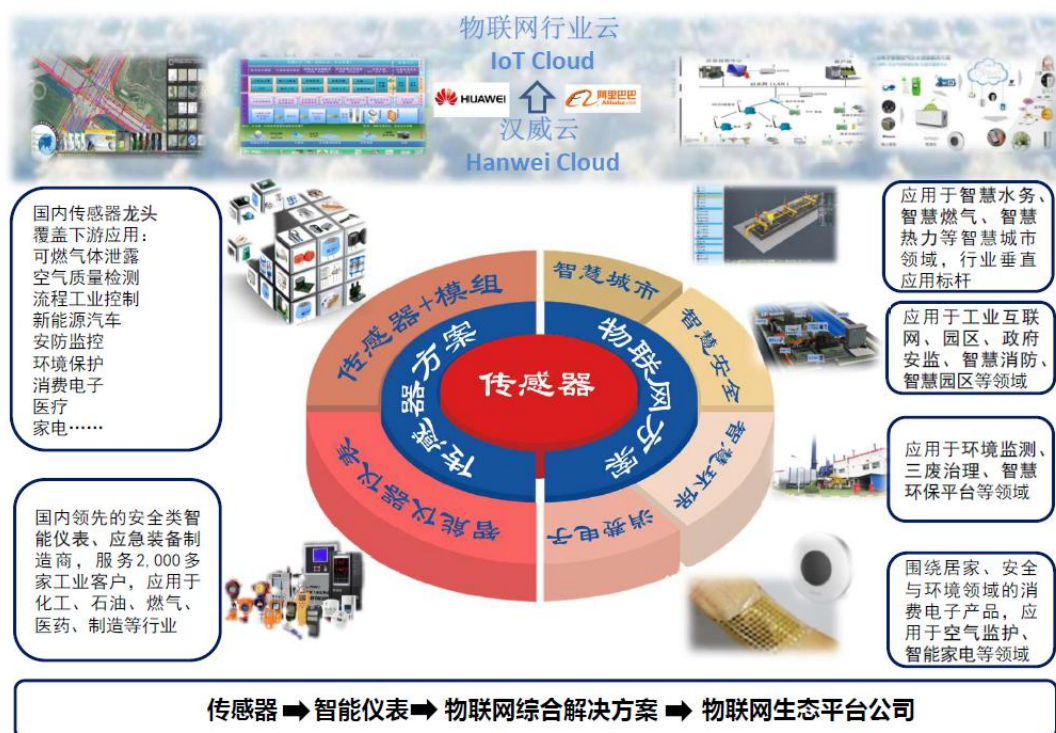 物联网行业云
IoT Cloud
HUAWEI
阿里巴巴
Alibaba.com
汉威云
Hanwei Cloud
国内传感器龙头
覆盖下游应用：
可燃气体泄露
空气质量检测
流程工业控制
新能源汽车
安防监控
环境保护
消费电子
医疗
家电……
国内领先的安全类智
能仪表、应急装备制
造商，服务2,000多
家工业客户，应用于
化工、石油、燃气、
医药、制造等行业
传感器+模组
智能仪器仪表
传感器方案
传感器
物联网方案
智慧城市
智慧安全
智慧环保
消费电子
应用于智慧水务、
智慧燃气、智慧
热力等智慧城市
领域，行业垂直
应用标杆
应用于工业互联
网、园区、政府
安监、智慧消防、
智慧园区等领域
应用于环境监测、
三废治理、智慧
环保平台等领域
围绕居家、安全
与环境领域的消
费电子产品，应
用于空气监护、
智能家电等领域
传感器➡智能仪表➡物联网综合解决方案➡物联网生态平台公司